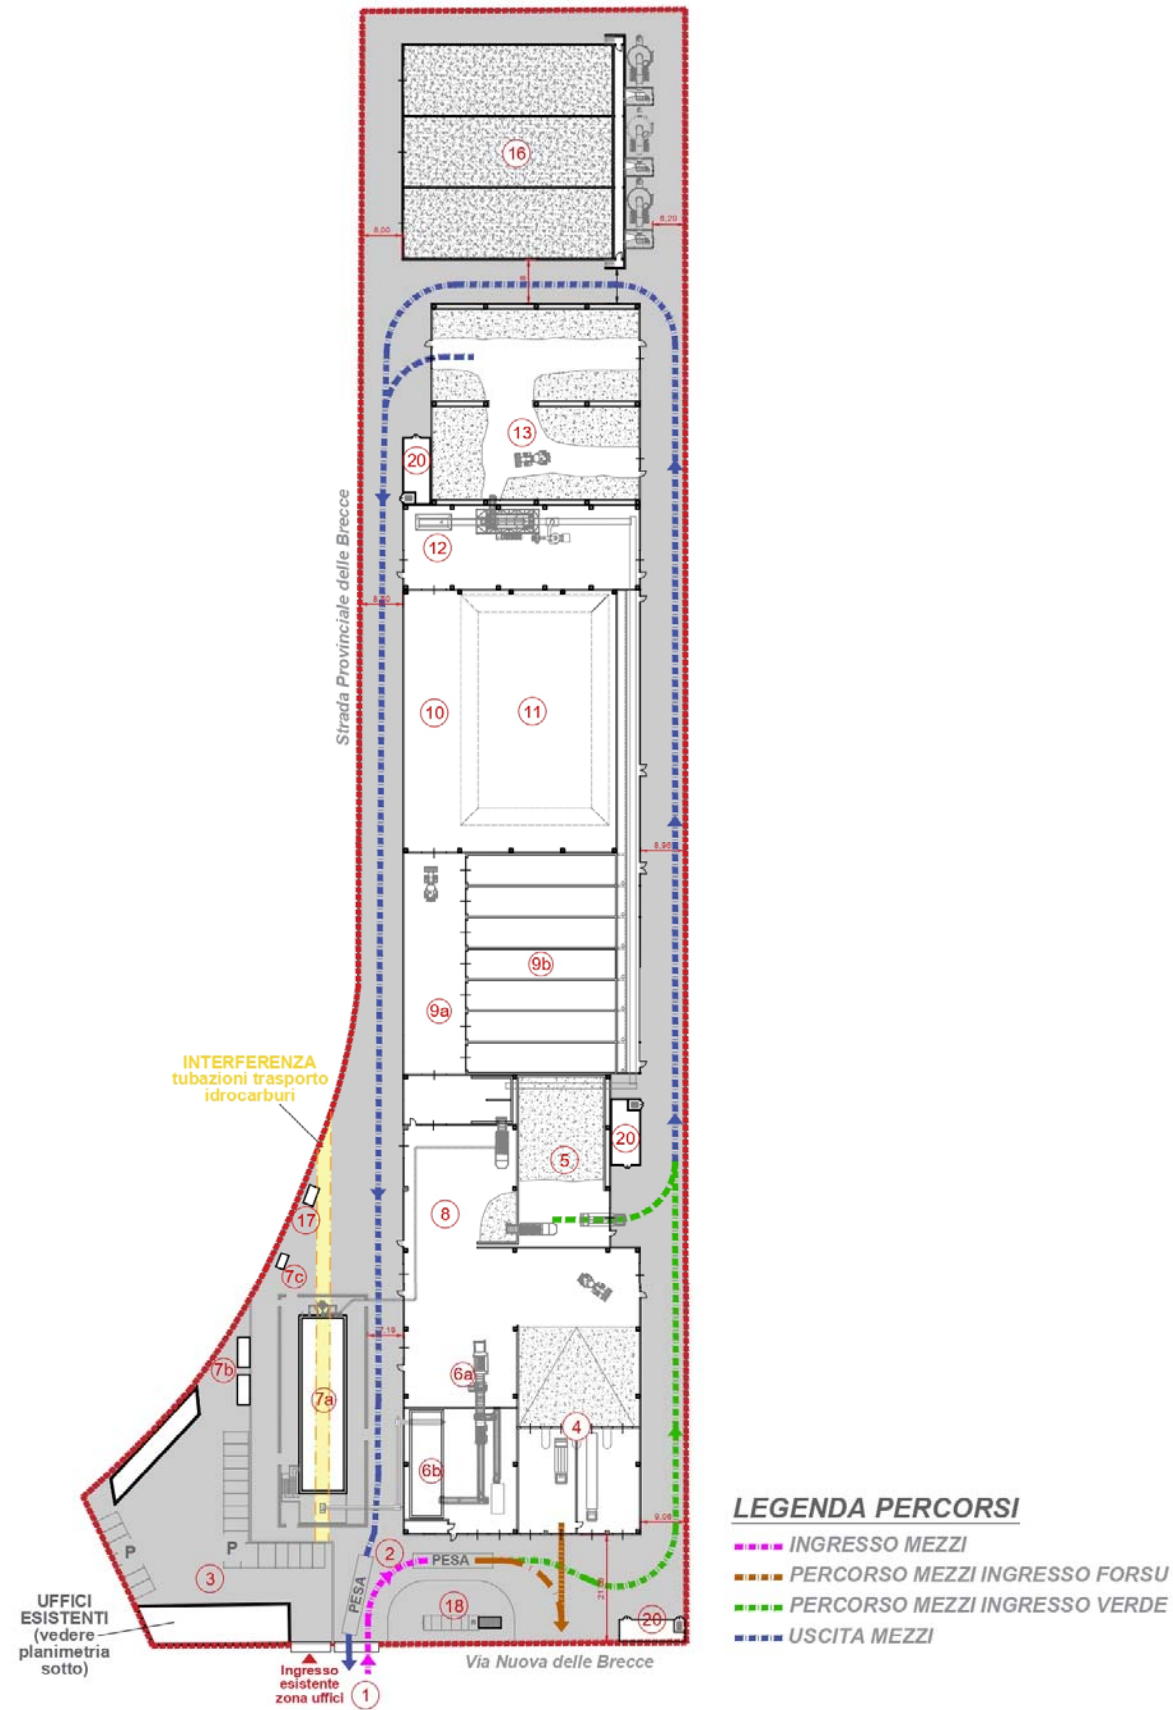 16
8,00
6,20
8
13
20
12
Strada Provinciale delle Brecce
10
11
8,96
9b
9a
INTERFERENZA
tubazioni trasporto
idrocarburi
20
5
17
8
7c
7,19
7b
6a
7a
4
6b
9,06
P
P
2
PESA
PESA
3
18
20
UFFICI
ESISTENTI
(vedere
planimetria
sotto)
Via Nuova delle Brecce
Ingresso
esistente
zona uffici
1
LEGENDA PERCORSI
INGRESSO MEZZI
PERCORSO MEZZI INGRESSO FORSU
PERCORSO MEZZI INGRESSO VERDE
USCITA MEZZI